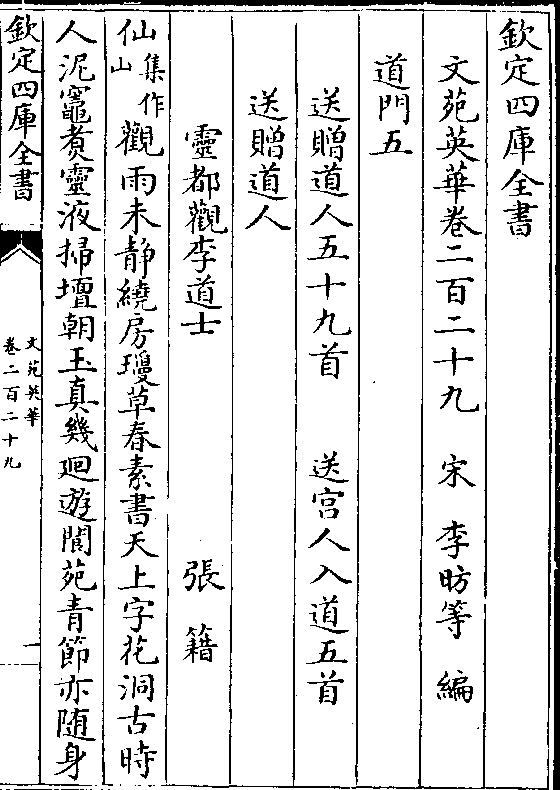 欽定四庫全書
文苑英華卷二百二十九　宋　李昉等　編
道門五
送贈道人五十九首　送宫人入道五首
送贈道人
靈都觀李道士　張籍
仙集作山觀雨未静繞房瓊草春素書天上字花洞古時
人泥竈煑靈液掃壇朝玉真幾廻遊閬苑青節亦随身
欽定四庫全書
文苑英華
卷二百二十九
一